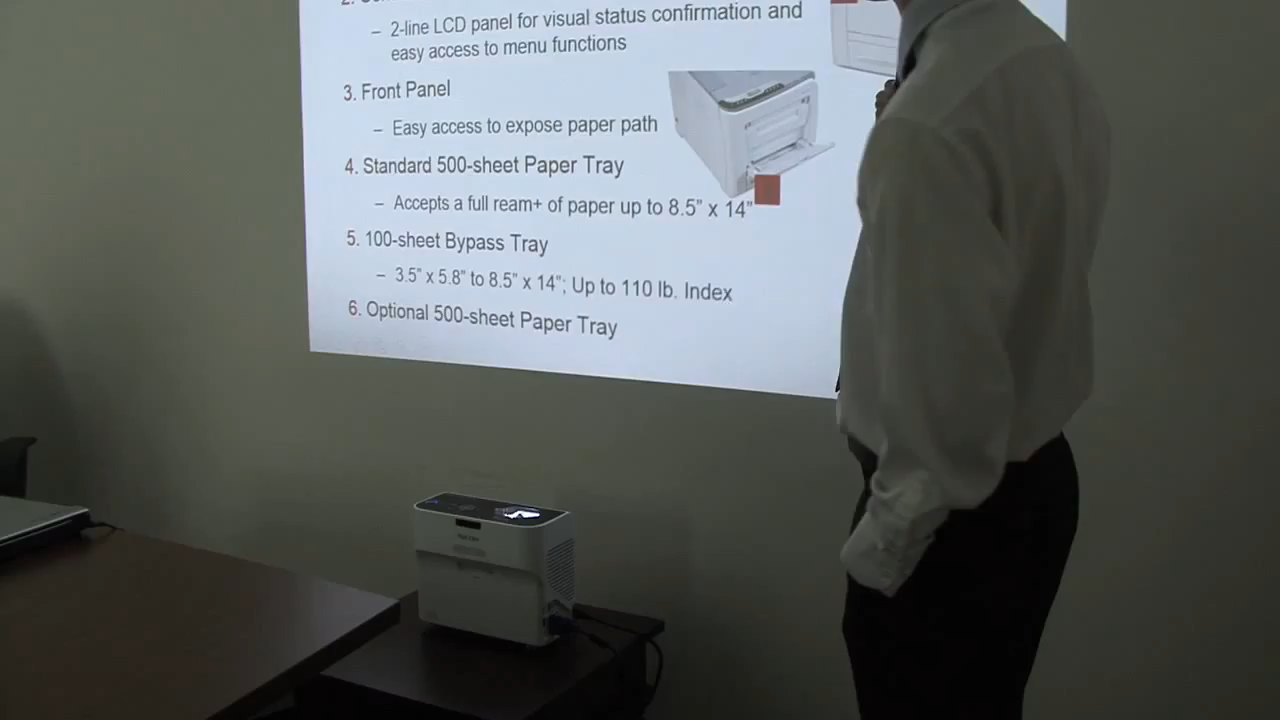 2.
– 2-line LCD panel for visual status confirmation and
easy access to menu functions
3. Front Panel
– Easy access to expose paper path
4. Standard 500-sheet Paper Tray
– Accepts a full ream+ of paper up to 8.5" x 14"
5. 100-sheet Bypass Tray
– 3.5" x 5.8" to 8.5" x 14"; Up to 110 lb. Index
6. Optional 500-sheet Paper Tray
RICOH